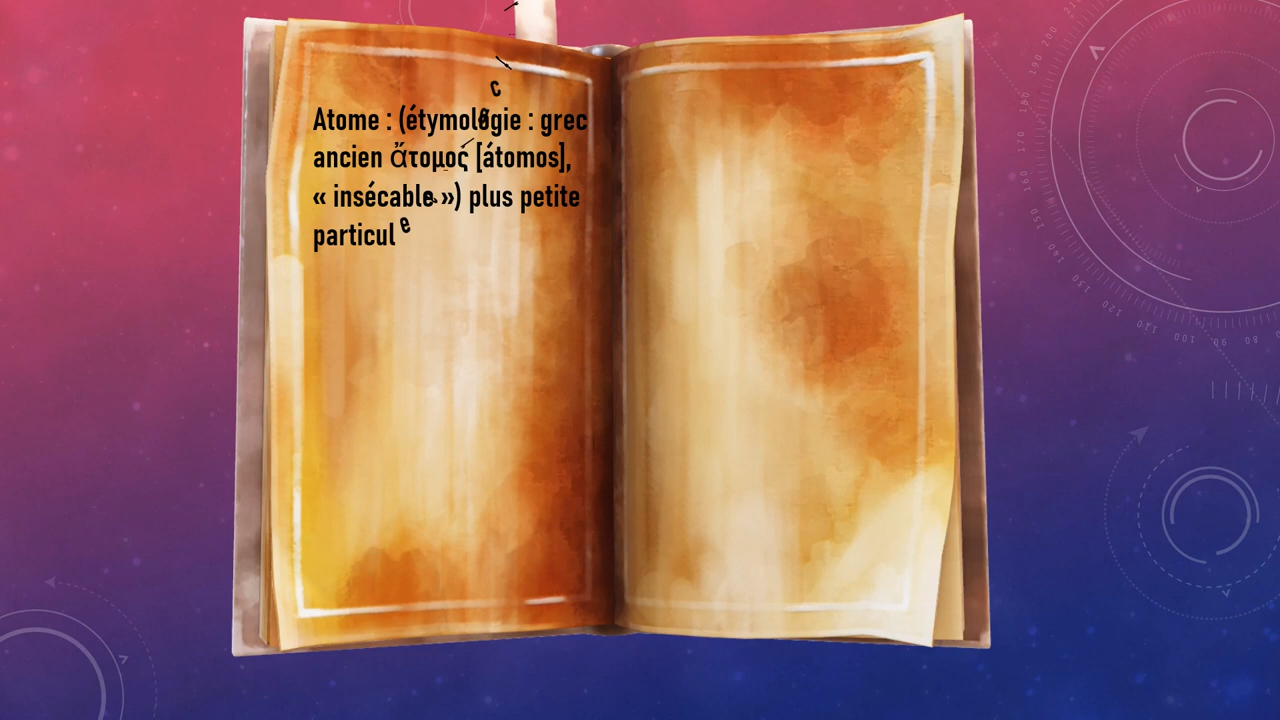 Atome : (étymologie : grec
ancien ἄτομος [átomos],
« insécable ») plus petite
particule